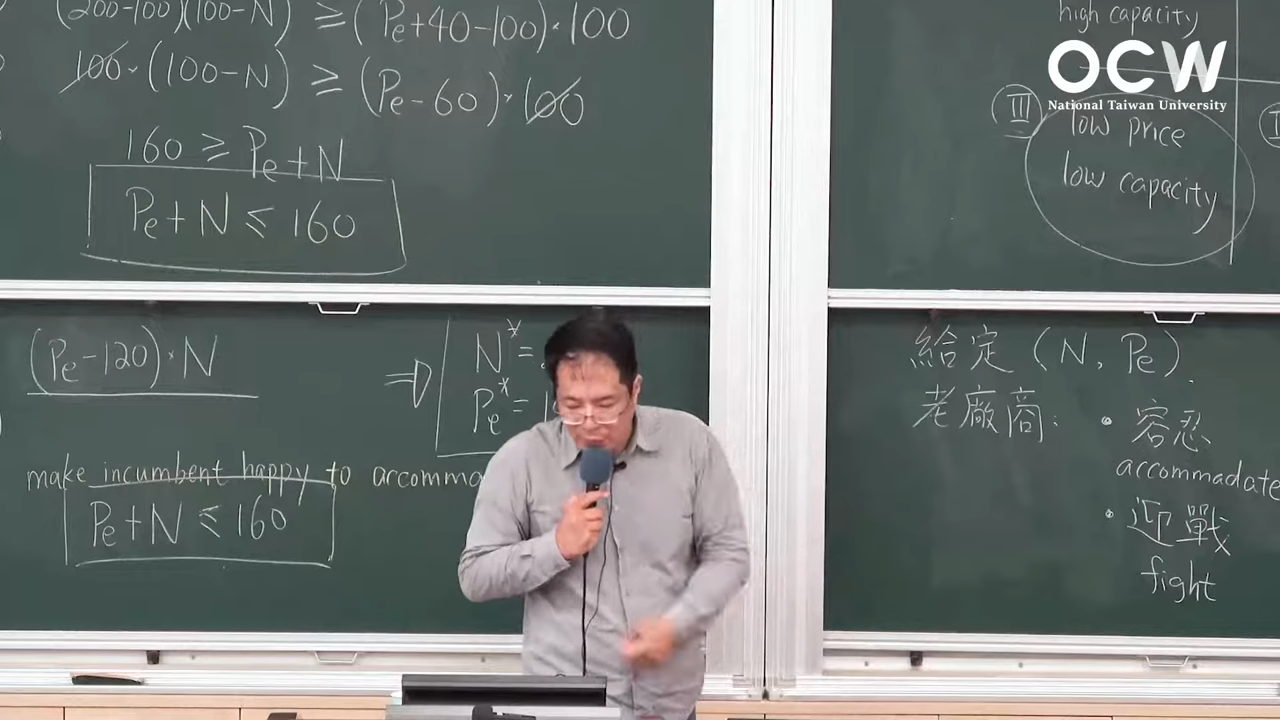 (200-100)(100-N) ≥ (Pe+40-100)·100
100·(100-N) ≥ (Pe-60)·100
160 ≥ Pe+N
Pe+N ≤ 160
(Pe-120)·N
make incumbent happy to accommo
Pe+N ≤ 160
⇒ N* =
Pe* =
high capacity
OCW
National Taiwan University
III low price
low capacity
給定 (N, Pe).
老廠商: • 容忍
accommadate
• 迎戰
fight